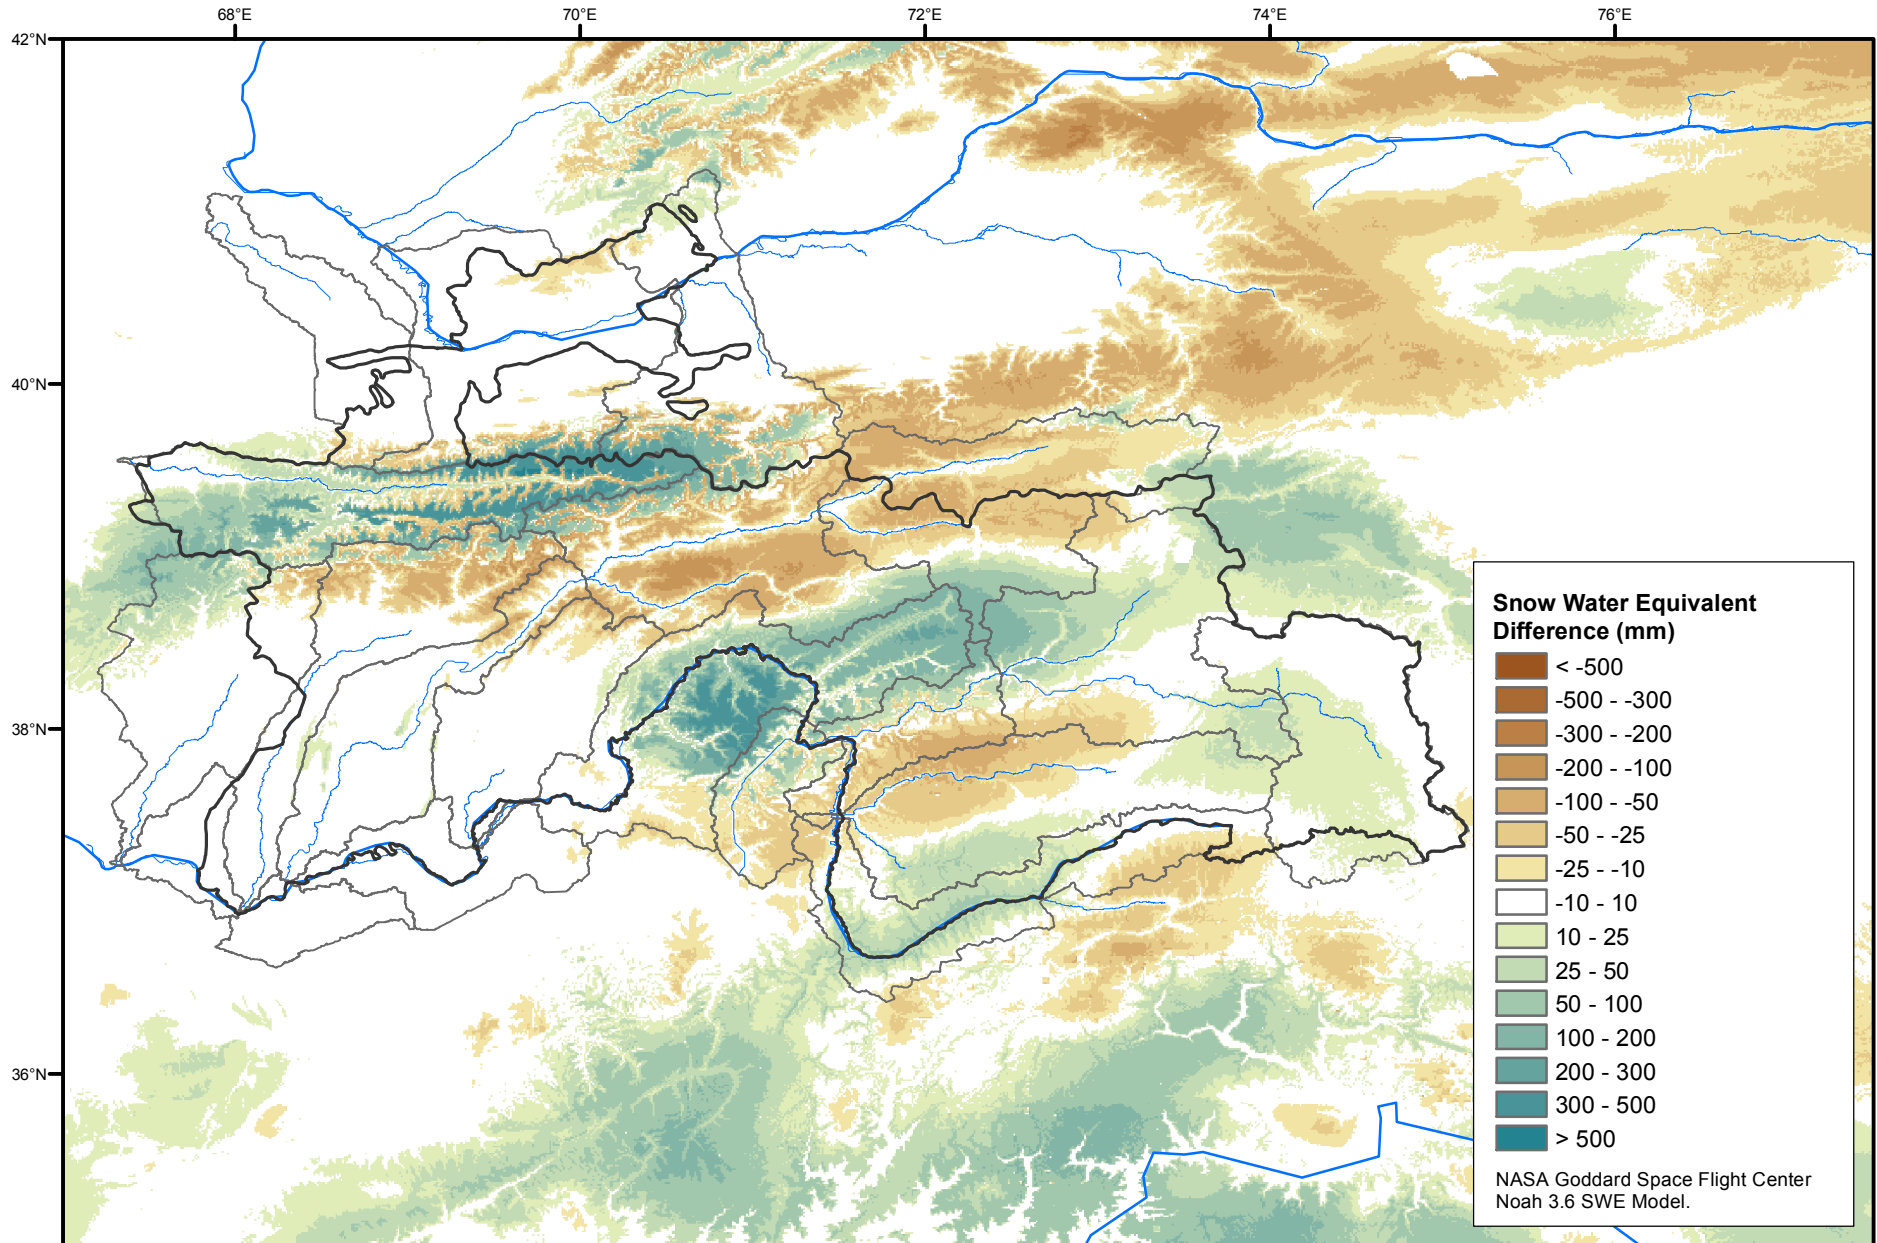 68°E 70°E 72°E 74°E 76°E
42°N
40°N
38°N
36°N
Snow Water Equivalent
Difference (mm)
< -500
-500 - -300
-300 - -200
-200 - -100
-100 - -50
-50 - -25
-25 - -10
-10 - 10
10 - 25
25 - 50
50 - 100
100 - 200
200 - 300
300 - 500
> 500
NASA Goddard Space Flight Center
Noah 3.6 SWE Model.